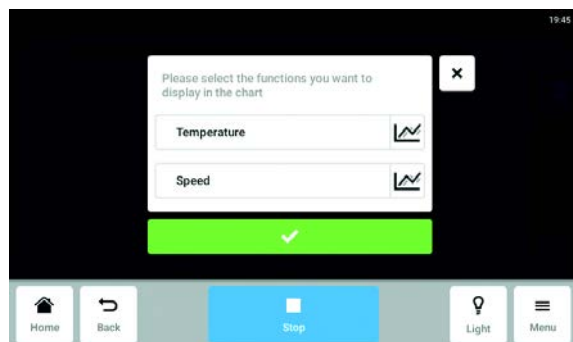 19:45
Please select the functions you want to
display in the chart
Temperature
Speed
Home
Back
Stop
Light
Menu